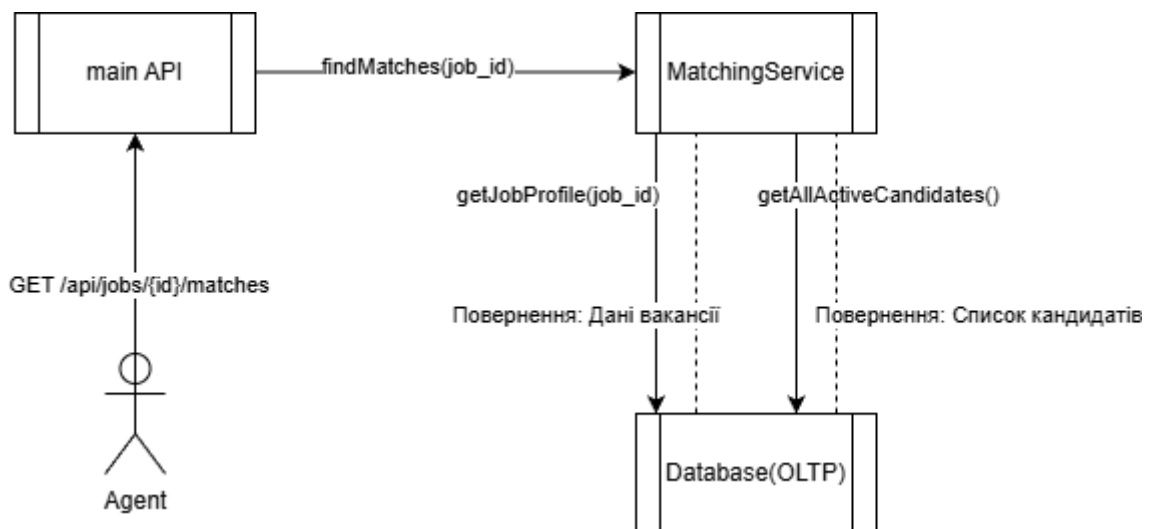 main API
findMatches(job_id)
MatchingService
getJobProfile(job_id)
getAllActiveCandidates()
GET /api/jobs/{id}/matches
Повернення: Дані вакансії
Повернення: Список кандидатів
Database(OLTP)
Agent